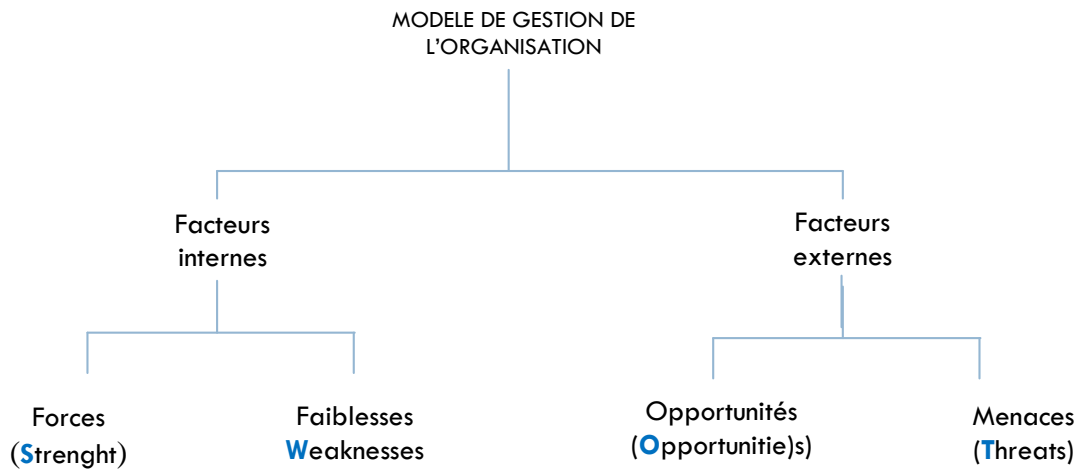 MODELE DE GESTION DE
L'ORGANISATION
Facteurs
internes
Facteurs
externes
Forces
(Strenght)
Faiblesses
Weaknesses
Opportunités
(Opportunitie)s)
Menaces
(Threats)